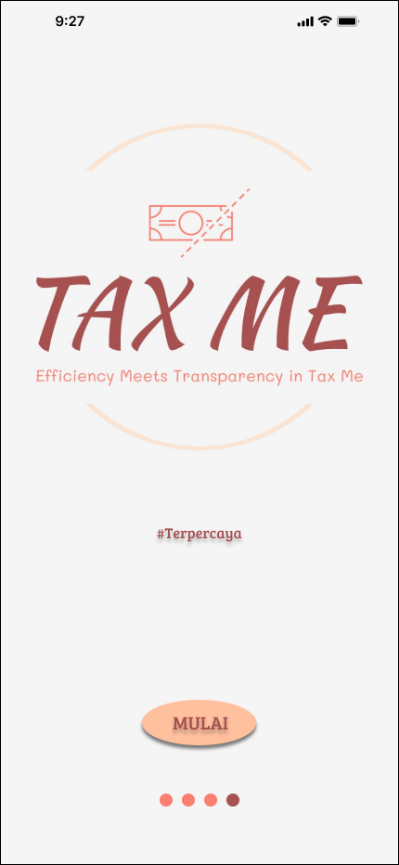 9:27
TAX ME
Efficiency Meets Transparency in Tax Me
#Terpercaya
MULAI